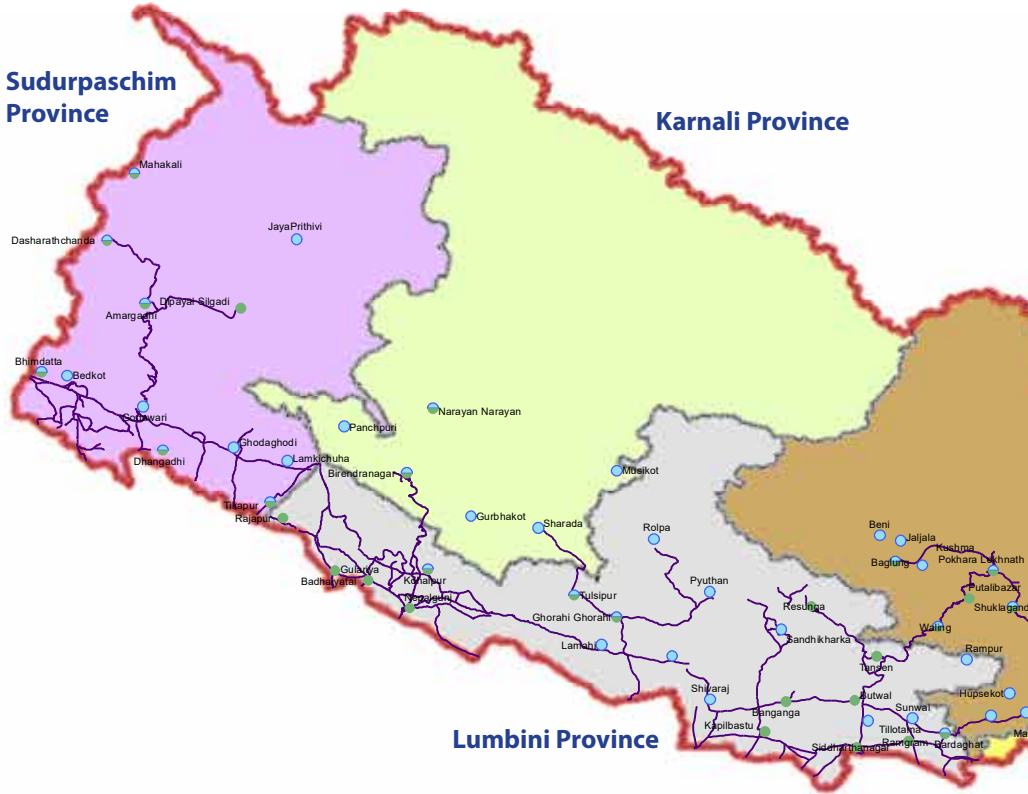 Sudurpaschim
Province
Karnali Province
Mahakali
JayaPrithivi
Dasharathchanda
Dipayal Silgadi
Amargadhi
Bhimdatta
Bedkot
Godawari
Narayan Narayan
Panchpuri
Ghodaghodi
Dhangadhi
Lamkichuha
Birendranagar
Musikot
Tikapur
Rajapur
Gurbhakot
Sharada
Rolpa
Beni
Jaljala
Kushma
Baglung
Pokhara Lekhnath
Gulariya
Badhaiyatal
Kohalpur
Nepalgunj
Tulsipur
Pyuthan
Putalibazar
Shuklagand
Resunga
Ghorahi Ghorahi
Waling
Sandhikharka
Lamahi
Tansen
Rampur
Shivaraj
Butwal
Hupsekot
Banganga
Sunwal
Kapilbastu
Tillotama
Ma
Lumbini Province
Siddharthanagar
Ramgram
Bardaghat